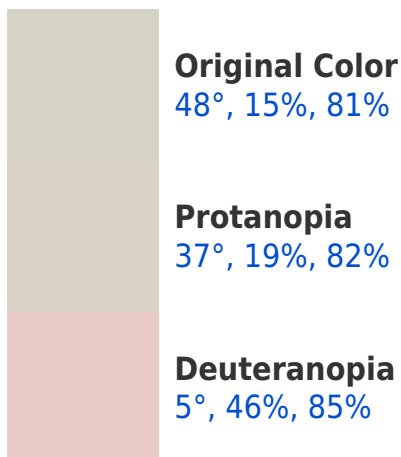 Original Color
48°, 15%, 81%
Protanopia
37°, 19%, 82%
Deuteranopia
5°, 46%, 85%